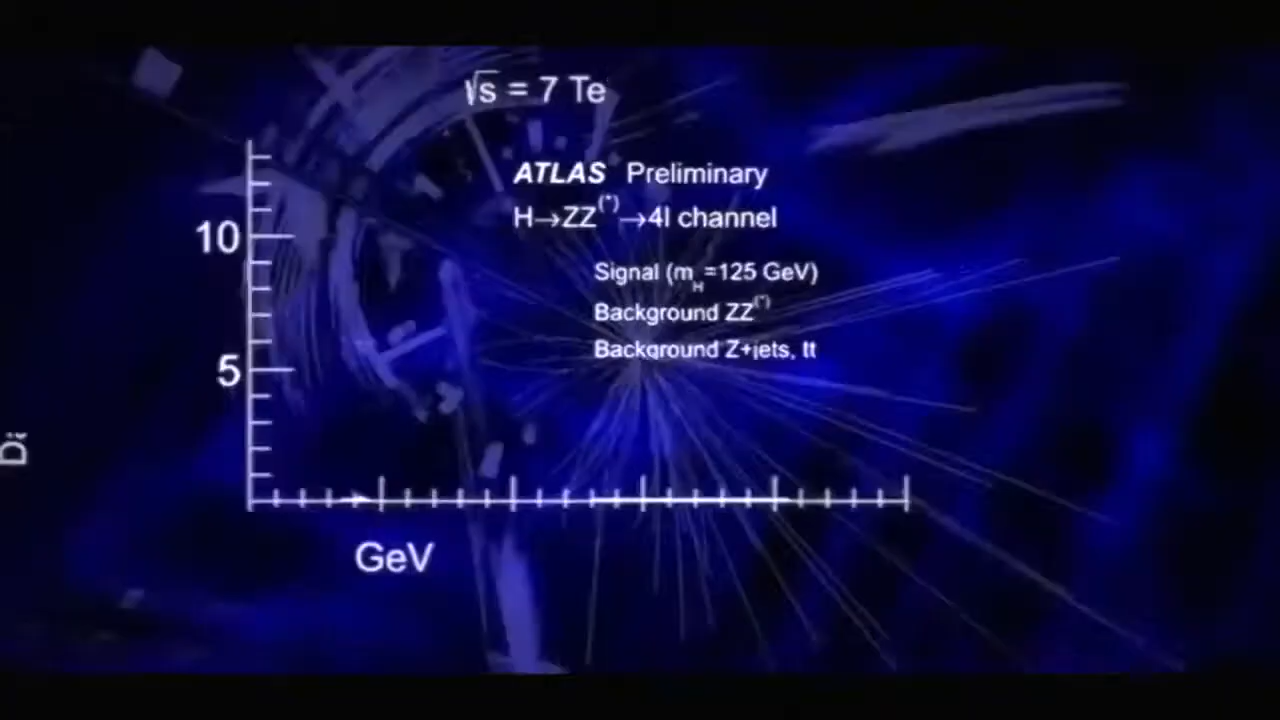 √s = 7 Te
ATLAS Preliminary
H→ZZ(*)→4l channel
Signal (mH=125 GeV)
Background ZZ(*)
Background Z+jets, tt
10
5
GeV